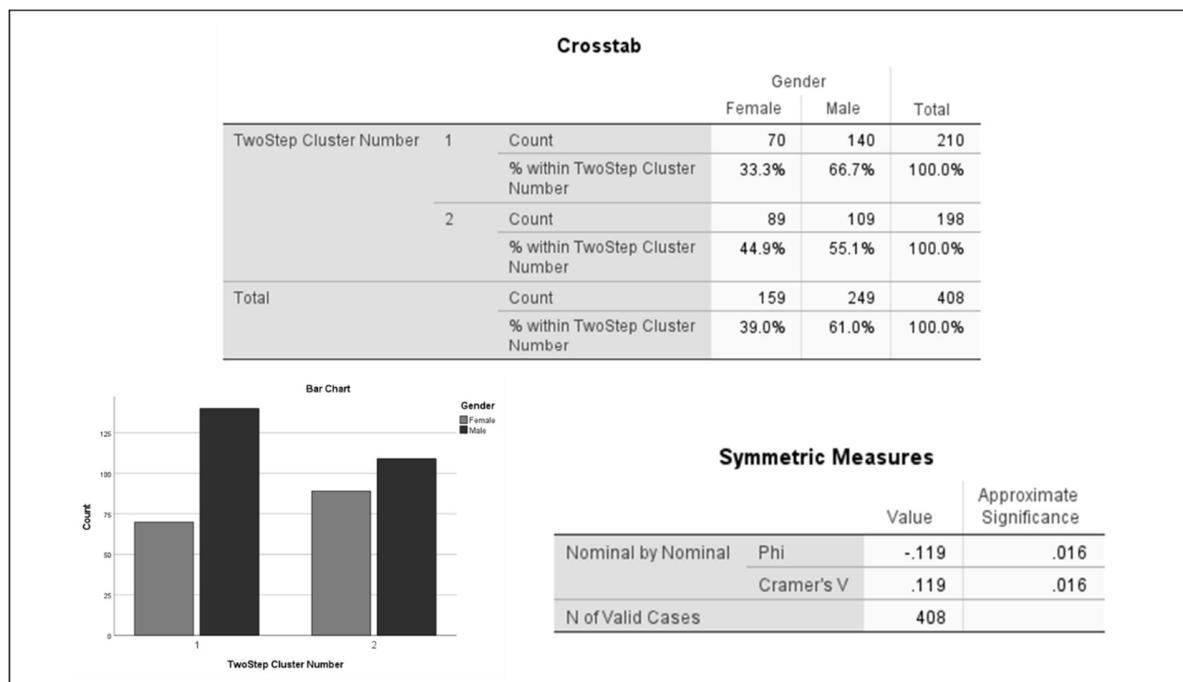 Crosstab
Gender
Female Male Total
TwoStep Cluster Number 1 Count 70 140 210
% within TwoStep Cluster 33.3% 66.7% 100.0%
Number
2 Count 89 109 198
% within TwoStep Cluster 44.9% 55.1% 100.0%
Number
Total Count 159 249 408
% within TwoStep Cluster 39.0% 61.0% 100.0%
Number
Bar Chart
Gender
Female
Male
125
100
75
50
25
0
Count
1 2
TwoStep Cluster Number
Symmetric Measures
Approximate
Value Significance
Nominal by Nominal Phi -.119 .016
Cramer's V .119 .016
N of Valid Cases 408